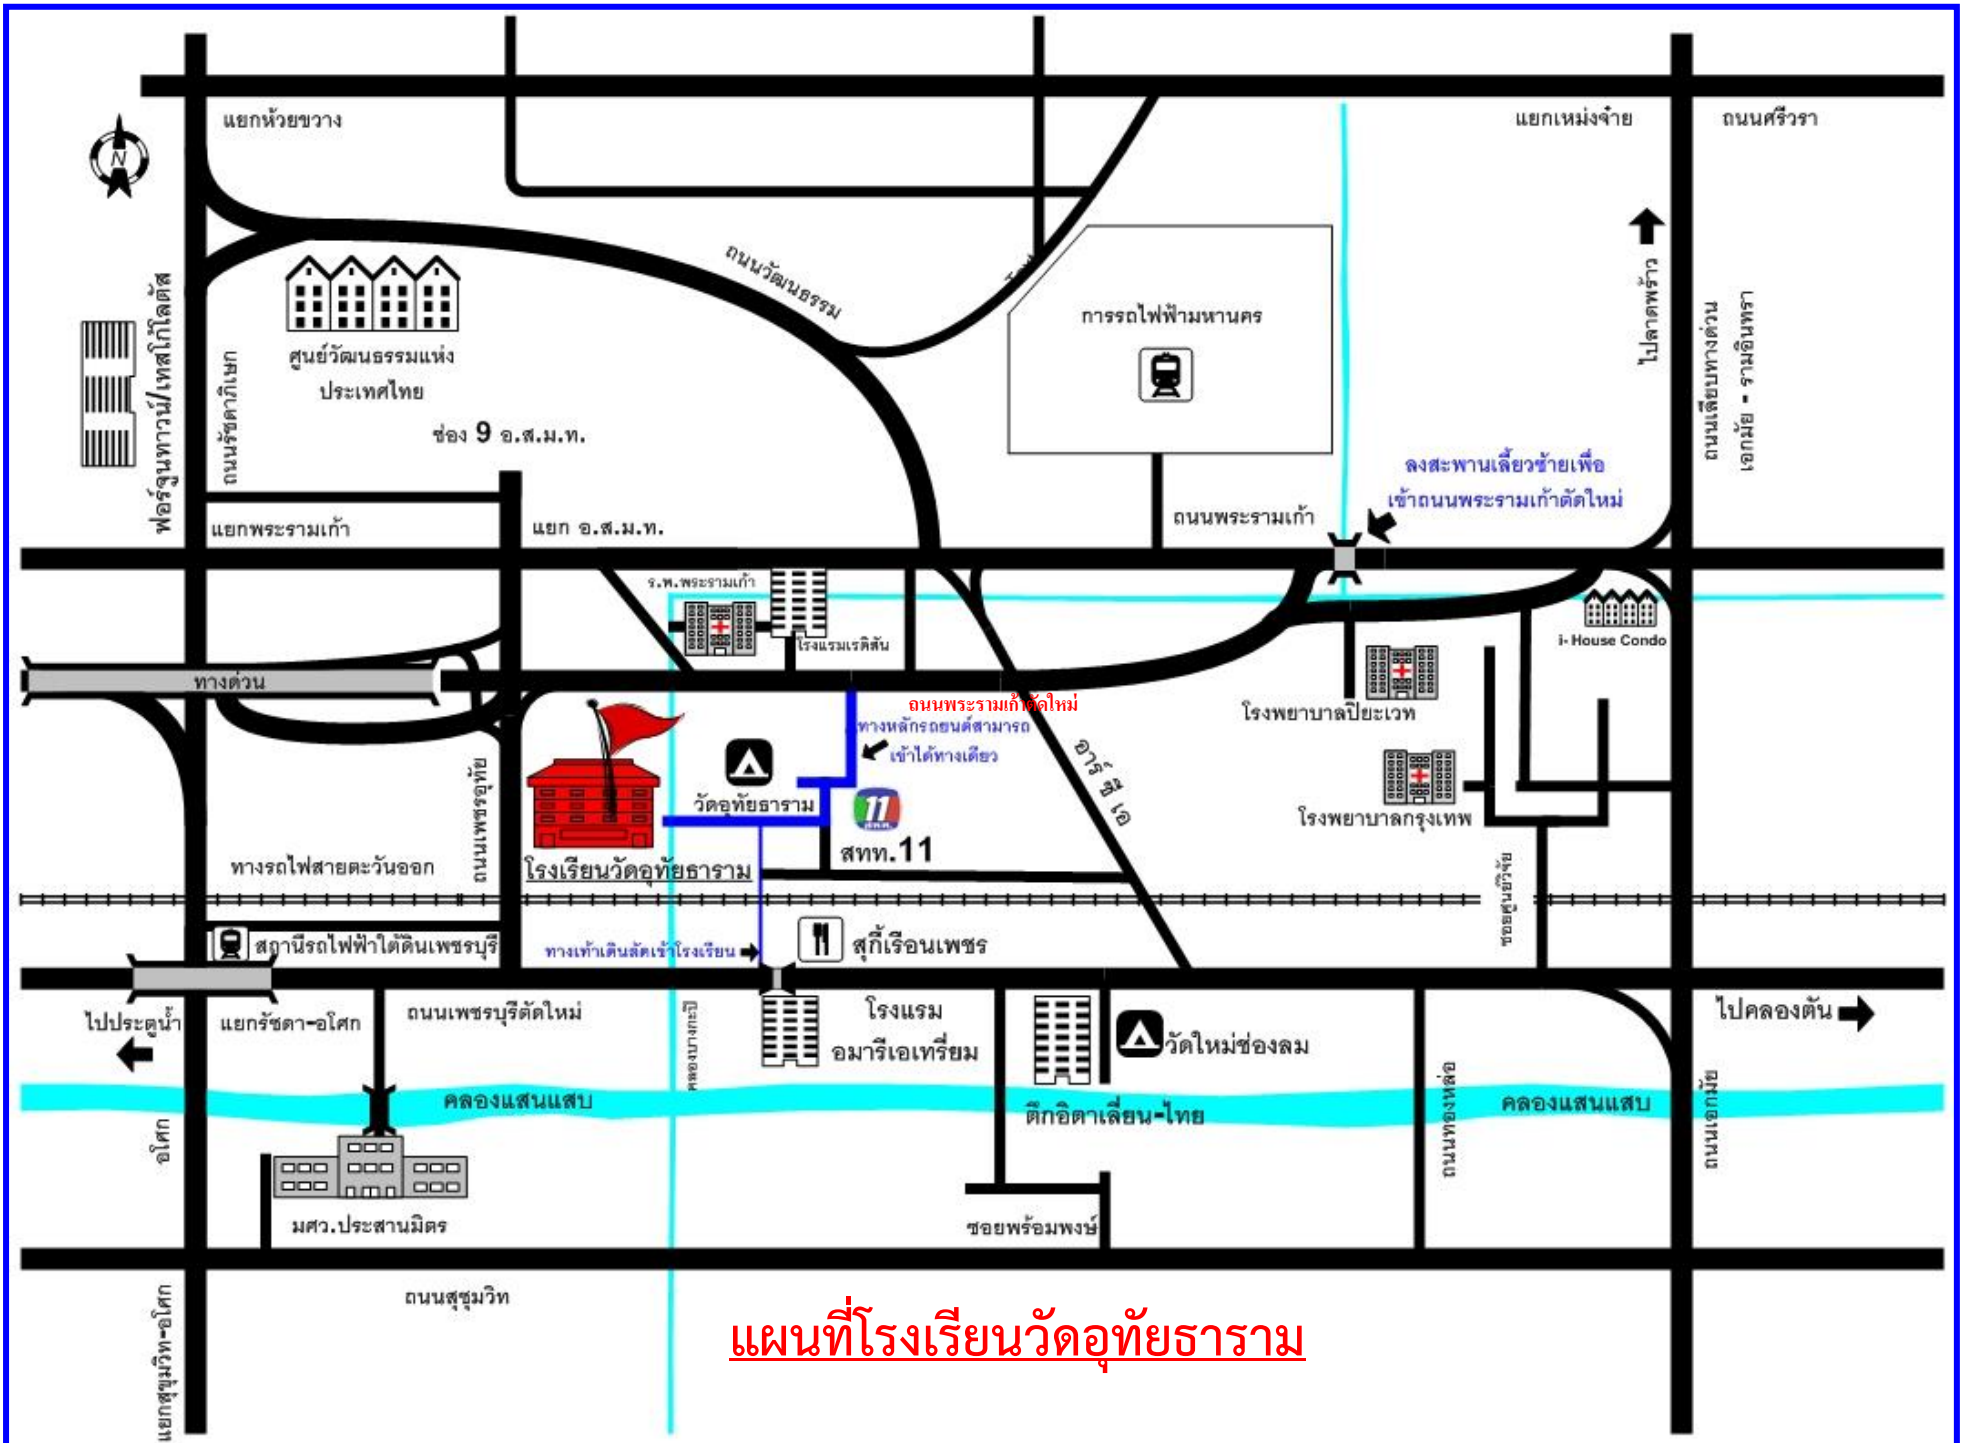 แยกห้วยขวาง
แยกเหม่งจ๋าย
ถนนศรีวรา
N
ถนนวัฒนธรรม
ไปลาดพร้าว
ฟอร์จูนทาวน์/เทสโก้โลตัส
ถนนรัชดาภิเษก
ศูนย์วัฒนธรรมแห่ง
ประเทศไทย
การรถไฟฟ้ามหานคร
ถนนเลียบทางด่วน
เอกมัย - รามอินทรา
ช่อง 9 อ.ส.ม.ท.
ลงสะพานเลี้ยวซ้ายเพื่อ
เข้าถนนพระรามเก้าตัดใหม่
แยกพระรามเก้า
แยก อ.ส.ม.ท.
ถนนพระรามเก้า
ร.พ.พระรามเก้า
โรงแรมเรดิสัน
i-House Condo
ทางด่วน
ถนนพระรามเก้าตัดใหม่
ทางหลักรถยนต์สามารถ
เข้าได้ทางเดียว
โรงพยาบาลปิยะเวท
อาร์ ซี เอ
ถนนเพชรอุทัย
วัดอุทัยธาราม
11
สทท.11
โรงพยาบาลกรุงเทพ
ทางรถไฟสายตะวันออก
โรงเรียนวัดอุทัยธาราม
ซอยศูนย์วิจัย
สถานีรถไฟฟ้าใต้ดินเพชรบุรี
ทางเท้าเดินลัดเข้าโรงเรียน
สุกี้เรือนเพชร
ไปประตูน้ำ
แยกรัชดา-อโศก
ถนนเพชรบุรีตัดใหม่
คลองบางกะปิ
โรงแรม
อมารีเอเทรี่ยม
วัดใหม่ช่องลม
ไปคลองตัน
คลองแสนแสบ
ตึกอิตาเลี่ยน-ไทย
คลองแสนแสบ
อโศก
ถนนทองหล่อ
ถนนเอกมัย
มศว.ประสานมิตร
ซอยพร้อมพงษ์
ถนนสุขุมวิท
แยกสุขุมวิท-อโศก
แผนที่โรงเรียนวัดอุทัยธาราม